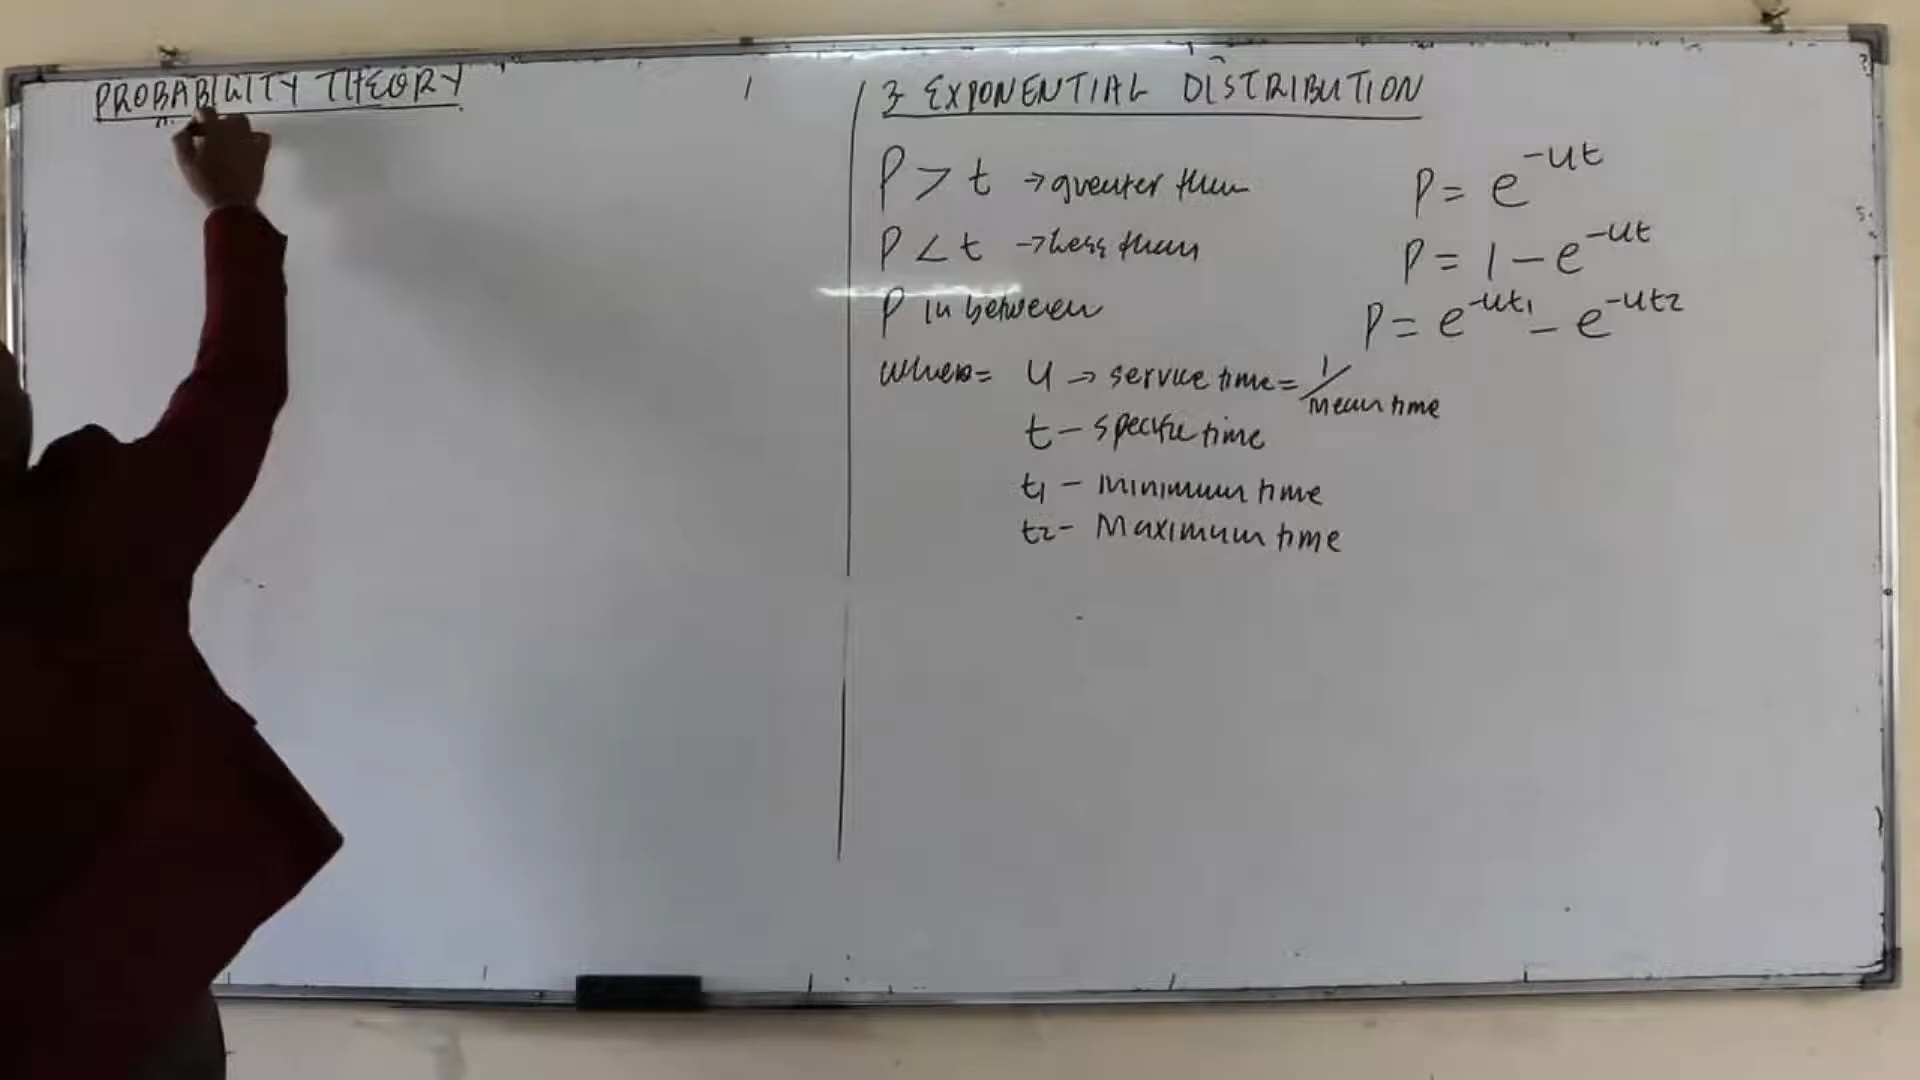 PROBABILITY THEORY
3 EXPONENTIAL DISTRIBUTION
P > t → greater than P = e^-ut
P < t → Less than P = 1 - e^-ut
P in between P = e^-ut1 - e^-ut2
where= u → service time = 1/mean time
t - specific time
t1 - minimum time
t2 - Maximum time